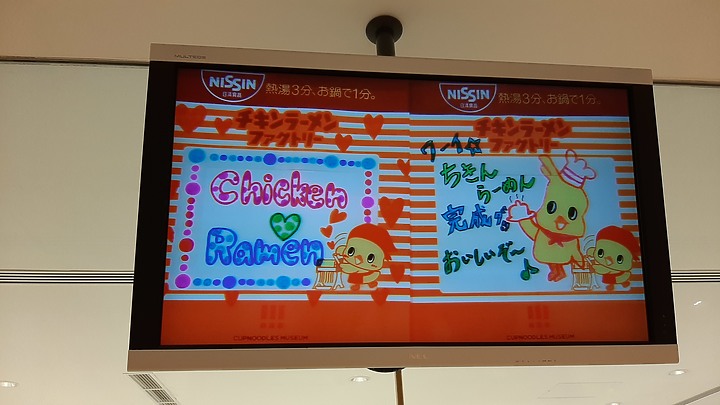 MULTEOS
NISSIN
日清食品
熱湯3分、お鍋で1分。
チキンラーメン
ファクトリー
Chicken
Ramen
CUPNOODLES MUSEUM
NISSIN
日清食品
熱湯3分、お鍋で1分。
チキンラーメン
ファクトリー
ワーイ☆
ちきん
らーめん
完成が!!
おいしいぞ〜♪
CUPNOODLES MUSEUM
NEC